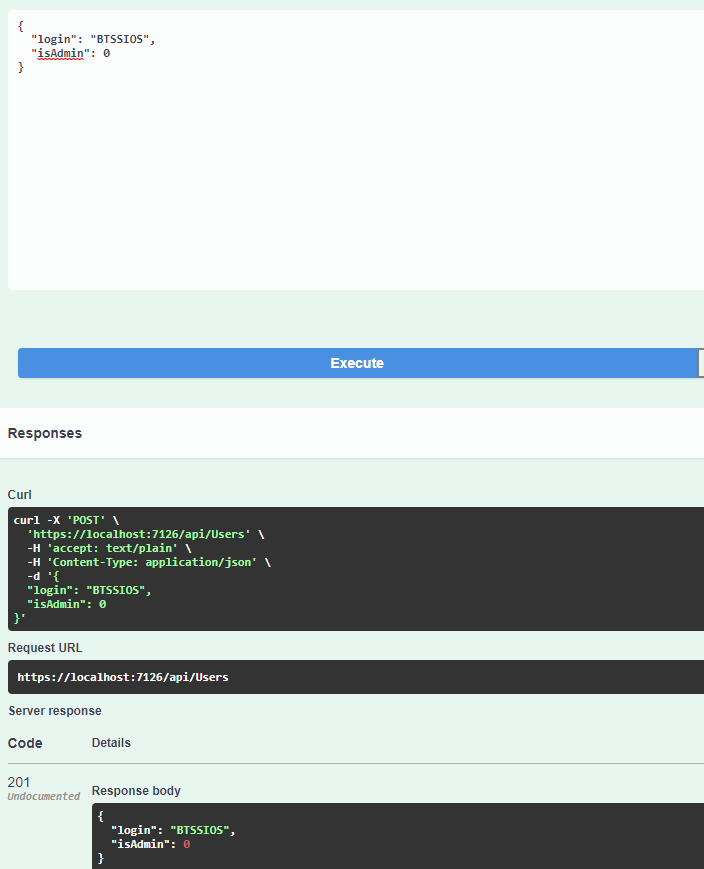 {
  "login": "BTSSIOS",
  "isAdmin": 0
}
Execute
Responses
Curl
curl -X 'POST' \
  'https://localhost:7126/api/Users' \
  -H 'accept: text/plain' \
  -H 'Content-Type: application/json' \
  -d '{
  "login": "BTSSIOS",
  "isAdmin": 0
}'
Request URL
https://localhost:7126/api/Users
Server response
Code Details
201
Undocumented
Response body
{
  "login": "BTSSIOS",
  "isAdmin": 0
}